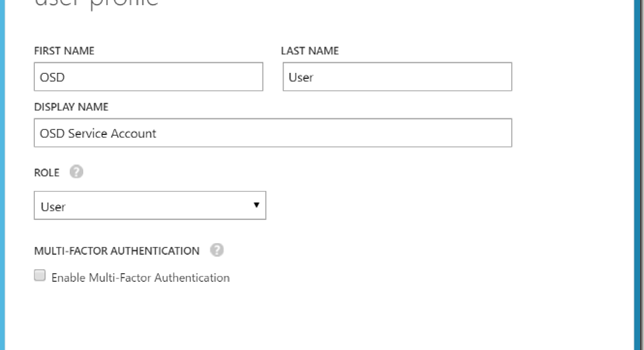 user profile
FIRST NAME LAST NAME
OSD User
DISPLAY NAME
OSD Service Account
ROLE ?
User
MULTI-FACTOR AUTHENTICATION ?
Enable Multi-Factor Authentication